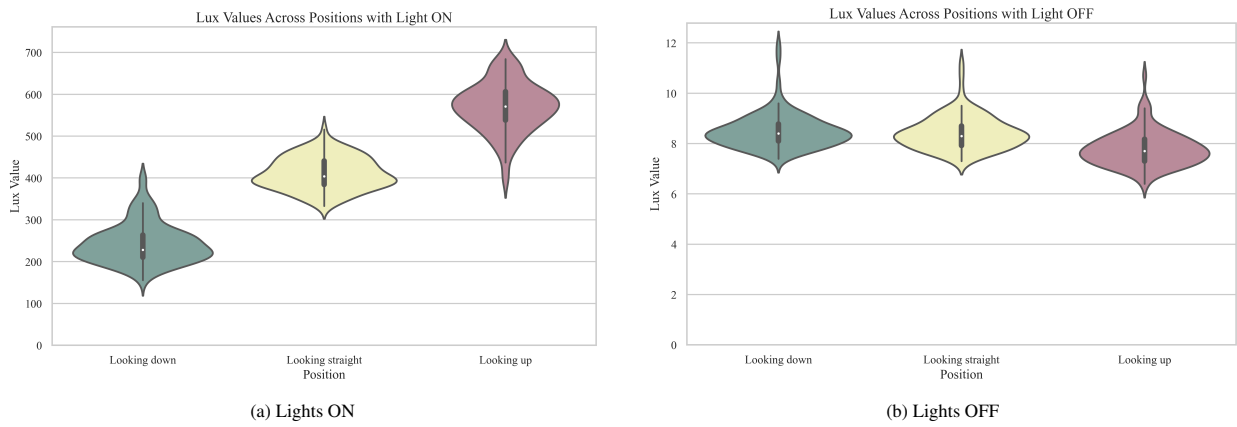 Lux Values Across Positions with Light ON
Lux Value
700
600
500
400
300
200
100
0
Looking down
Looking straight
Looking up
Position
(a) Lights ON
Lux Values Across Positions with Light OFF
Lux Value
12
10
8
6
4
2
0
Looking down
Looking straight
Looking up
Position
(b) Lights OFF